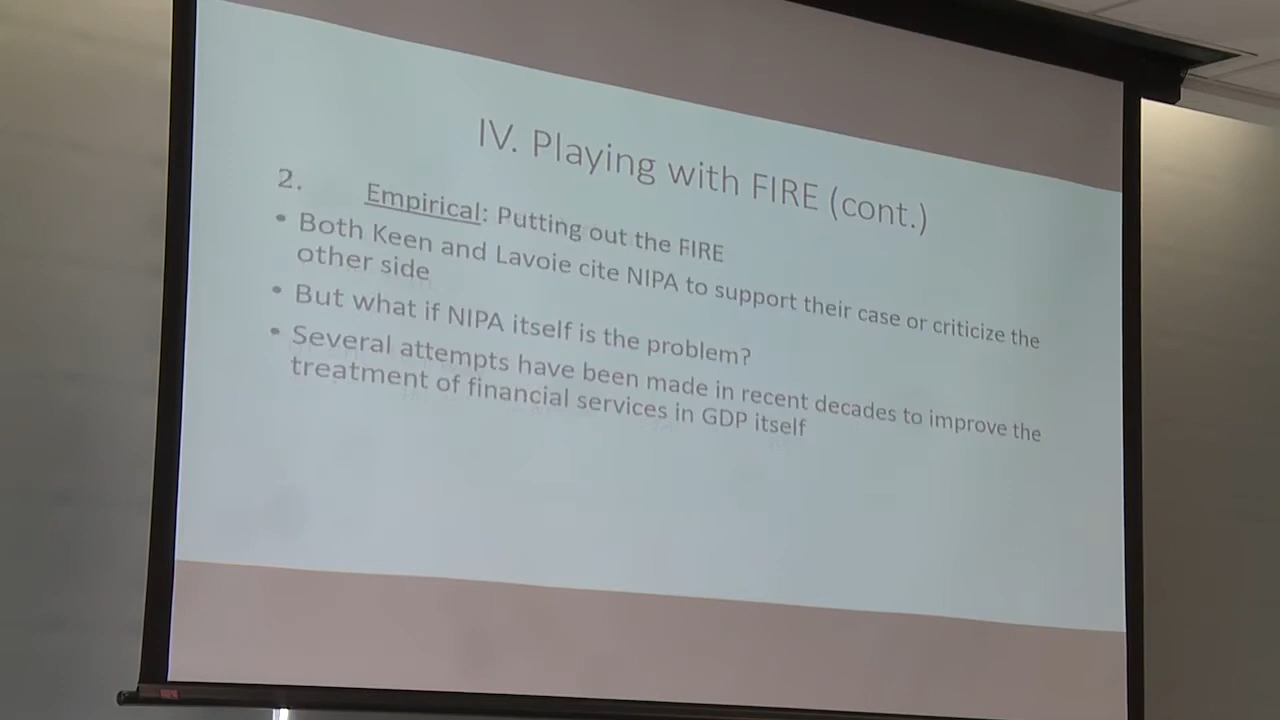 IV. Playing with FIRE (cont.)
2. Empirical: Putting out the FIRE
• Both Keen and Lavoie cite NIPA to support their case or criticize the
other side
• But what if NIPA itself is the problem?
• Several attempts have been made in recent decades to improve the
treatment of financial services in GDP itself